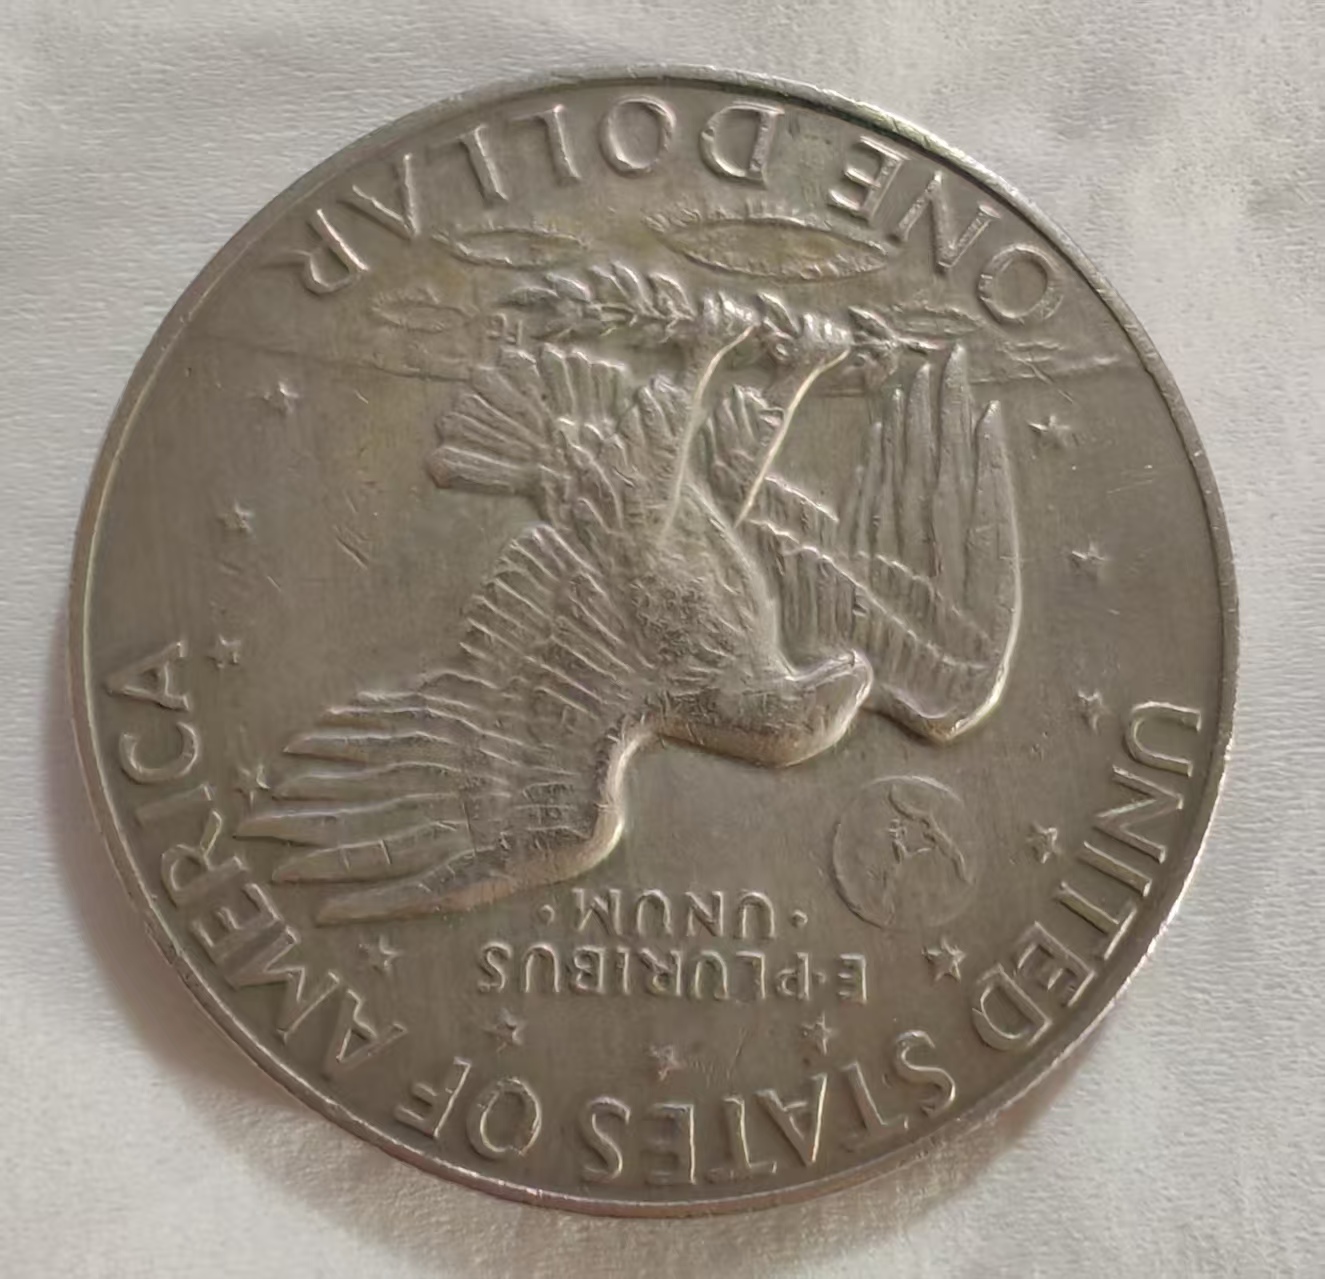 UNITED STATES OF AMERICA
E·PLURIBUS
·UNUM·
ONE DOLLAR